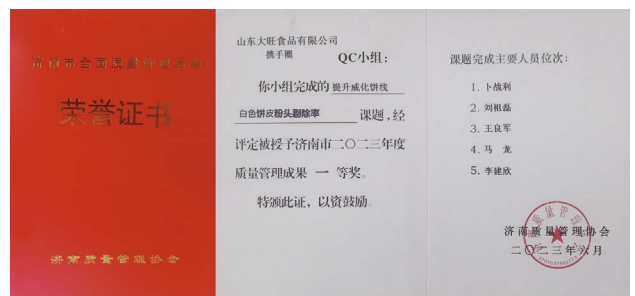 济南市全面质量管理活动
荣誉证书
济南质量管理协会
山东大旺食品有限公司
携手圈 QC小组：
你小组完成的 提升威化饼线
白色饼皮粉头剔除率 课题，经
评定被授予济南市二〇二三年度
质量管理成果 一 等奖。
特颁此证，以资鼓励。
课题完成主要人员位次：
1. 卜战利
2. 刘祖磊
3. 王良军
4. 马 龙
5. 李建欣
济南质量管理协会
二〇二三年六月